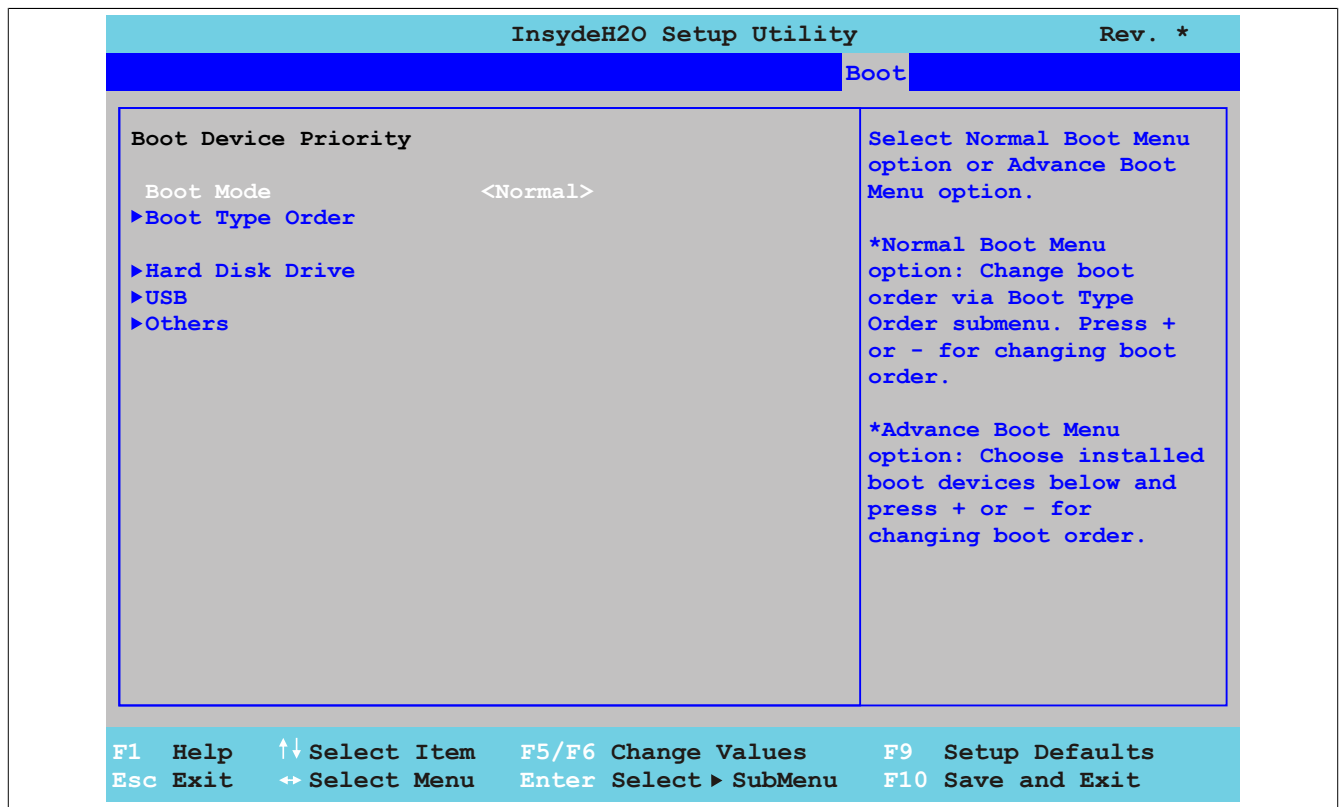 InsydeH2O Setup Utility Rev. *
Boot
Boot Device Priority
Boot Mode <Normal>
▶Boot Type Order
▶Hard Disk Drive
▶USB
▶Others
Select Normal Boot Menu
option or Advance Boot
Menu option.
*Normal Boot Menu
option: Change boot
order via Boot Type
Order submenu. Press +
or - for changing boot
order.
*Advance Boot Menu
option: Choose installed
boot devices below and
press + or - for
changing boot order.
F1 Help ↑↓ Select Item F5/F6 Change Values F9 Setup Defaults
Esc Exit ↔ Select Menu Enter Select ▶ SubMenu F10 Save and Exit